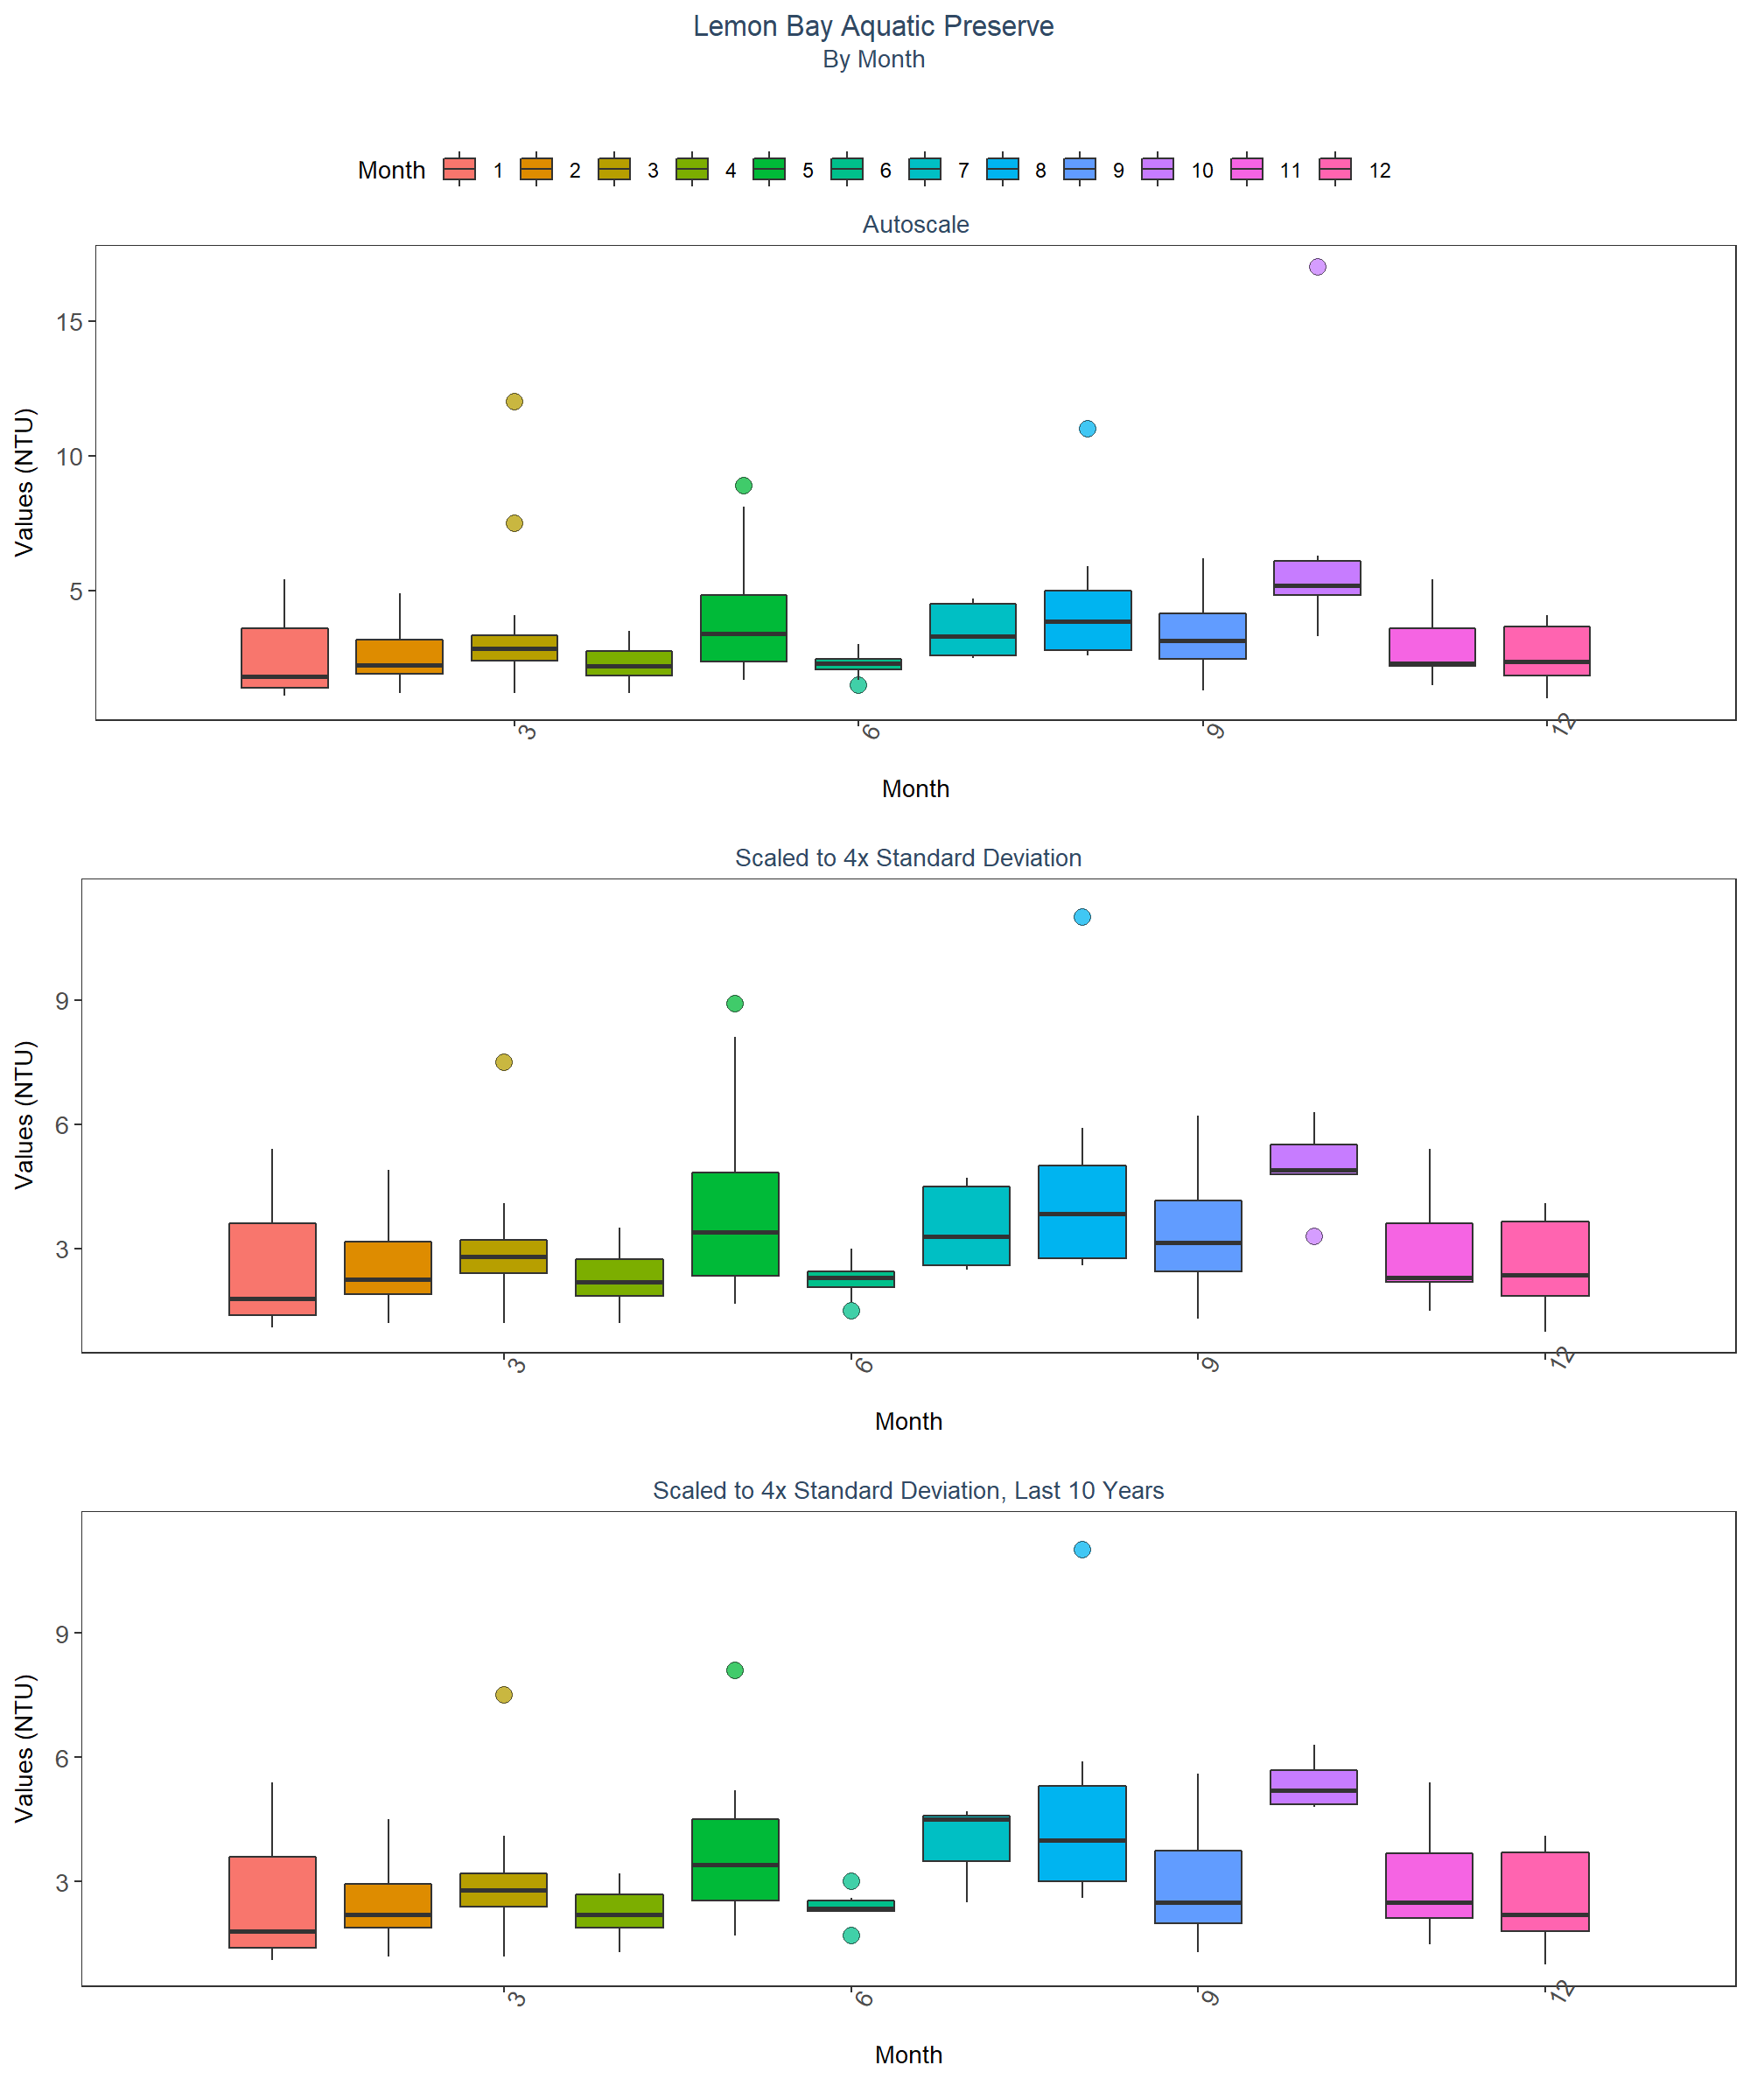 Lemon Bay Aquatic Preserve
By Month
Month 1 2 3 4 5 6 7 8 9 10 11 12
Autoscale
Values (NTU)
15
10
5
3 6 9 12
Month
Scaled to 4x Standard Deviation
Values (NTU)
9
6
3
3 6 9 12
Month
Scaled to 4x Standard Deviation, Last 10 Years
Values (NTU)
9
6
3
3 6 9 12
Month